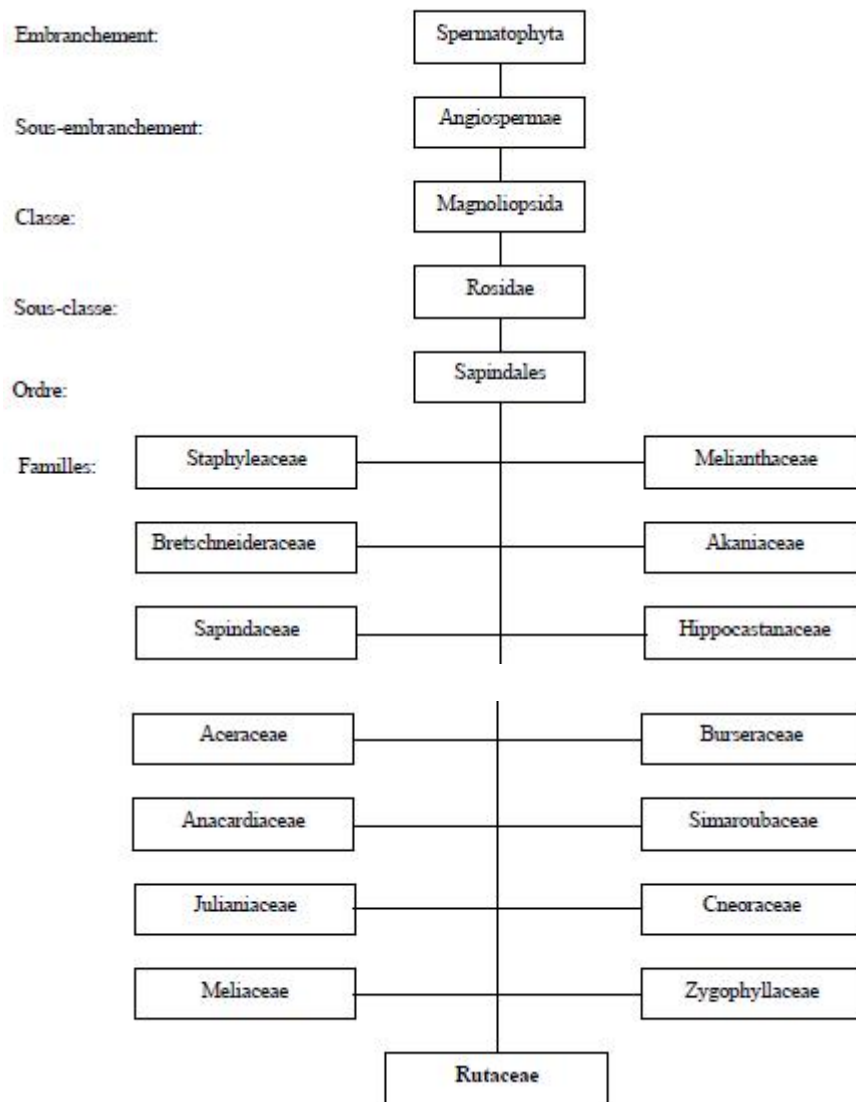 Embranchement: Spermatophyta
Sous-embranchement: Angiospermae
Classe: Magnoliopsida
Sous-classe: Rosidae
Ordre: Sapindales
Familles: Staphyleaceae Melianthaceae
Bretschneideraceae Akaniaceae
Sapindaceae Hippocastanaceae
Aceraceae Burseraceae
Anacardiaceae Simaroubaceae
Julianiaceae Cneoraceae
Meliaceae Zygophyllaceae
Rutaceae